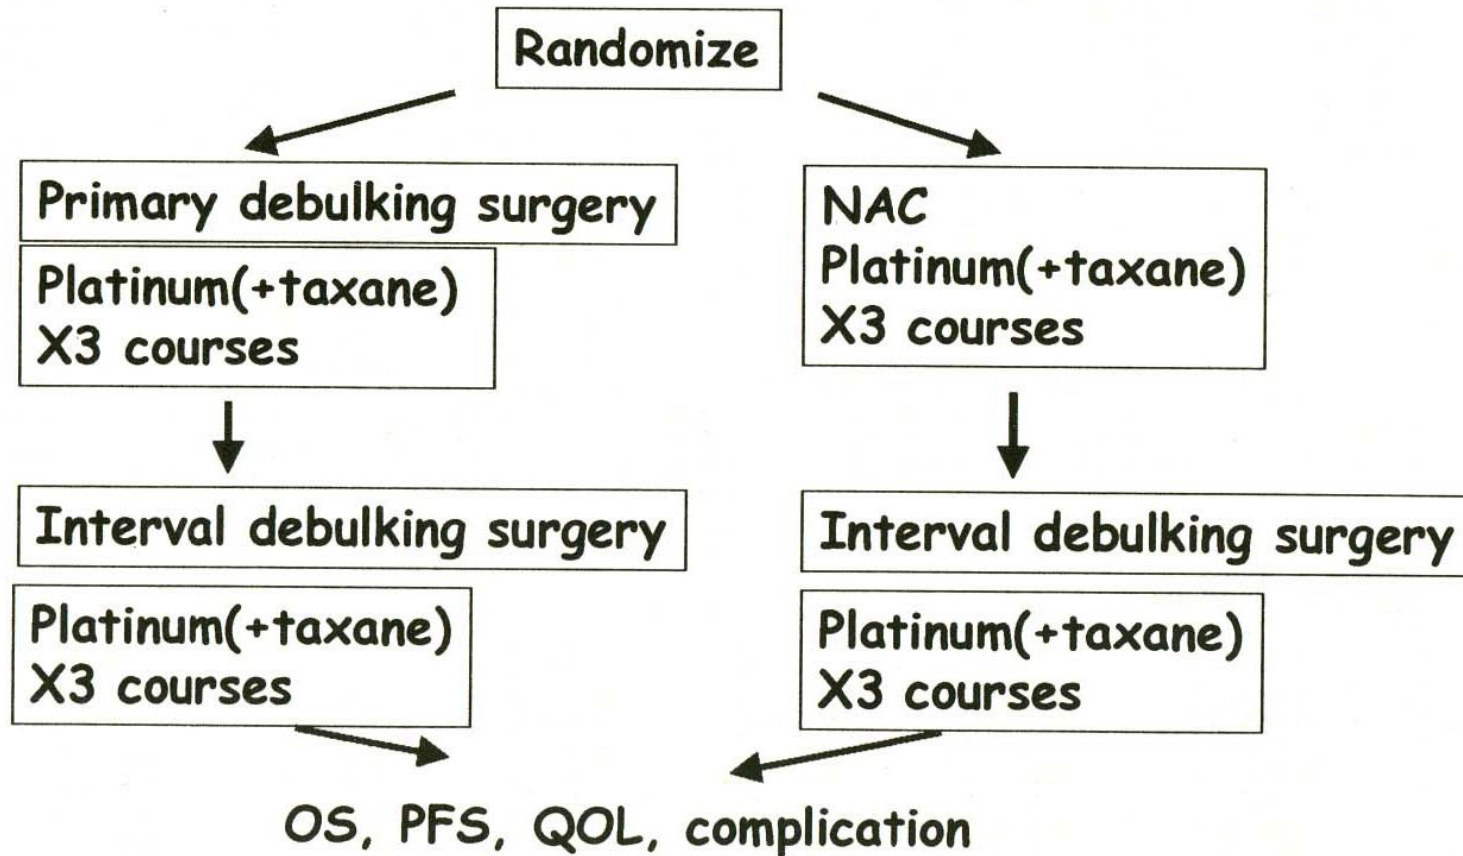 Randomize
Primary debulking surgery
Platinum(+taxane)
X3 courses
NAC
Platinum(+taxane)
X3 courses
Interval debulking surgery
Platinum(+taxane)
X3 courses
Interval debulking surgery
Platinum(+taxane)
X3 courses
OS, PFS, QOL, complication